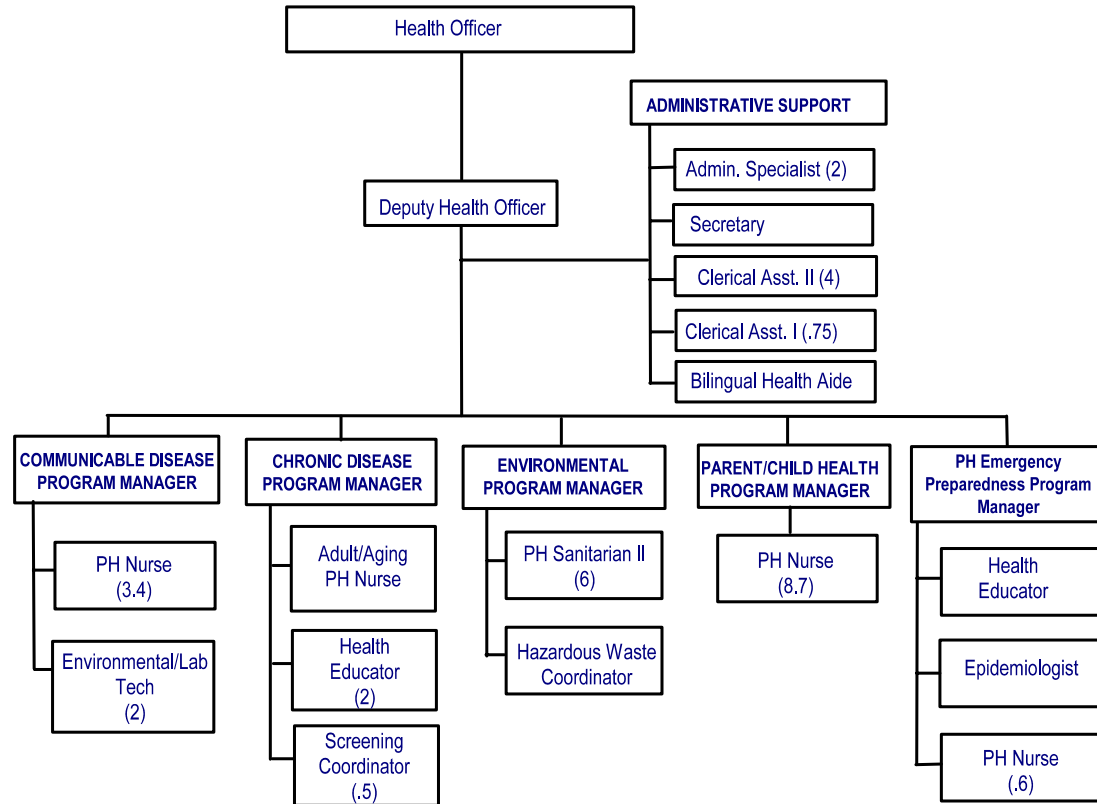 Health Officer
ADMINISTRATIVE SUPPORT
Admin. Specialist (2)
Deputy Health Officer
Secretary
Clerical Asst. II (4)
Clerical Asst. I (.75)
Bilingual Health Aide
COMMUNICABLE DISEASE
PROGRAM MANAGER
PH Nurse
(3.4)
Environmental/Lab
Tech
(2)
CHRONIC DISEASE
PROGRAM MANAGER
Adult/Aging
PH Nurse
Health
Educator
(2)
Screening
Coordinator
(.5)
ENVIRONMENTAL
PROGRAM MANAGER
PH Sanitarian II
(6)
Hazardous Waste
Coordinator
PARENT/CHILD HEALTH
PROGRAM MANAGER
PH Nurse
(8.7)
PH Emergency
Preparedness Program
Manager
Health
Educator
Epidemiologist
PH Nurse
(.6)